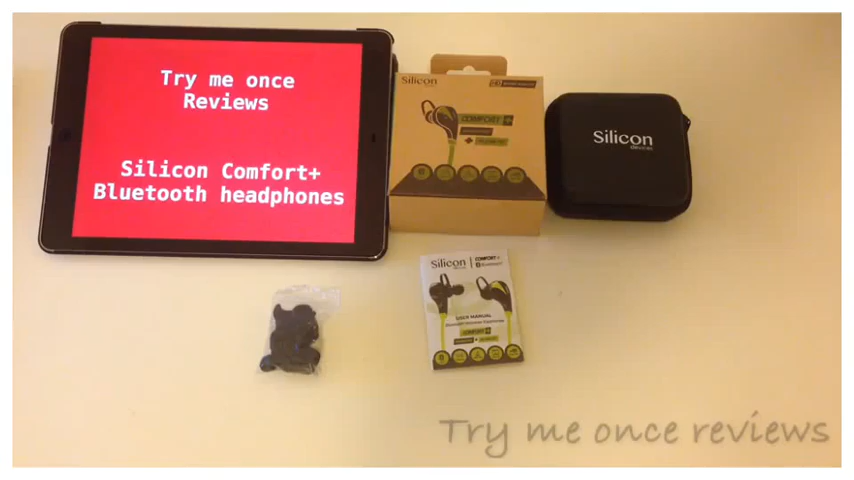 Try me once
Reviews
Silicon Comfort+
Bluetooth headphones
Silicon
COMFORT +
Silicon
Silicon
COMFORT +
USER MANUAL
COMFORT +
Try me once reviews